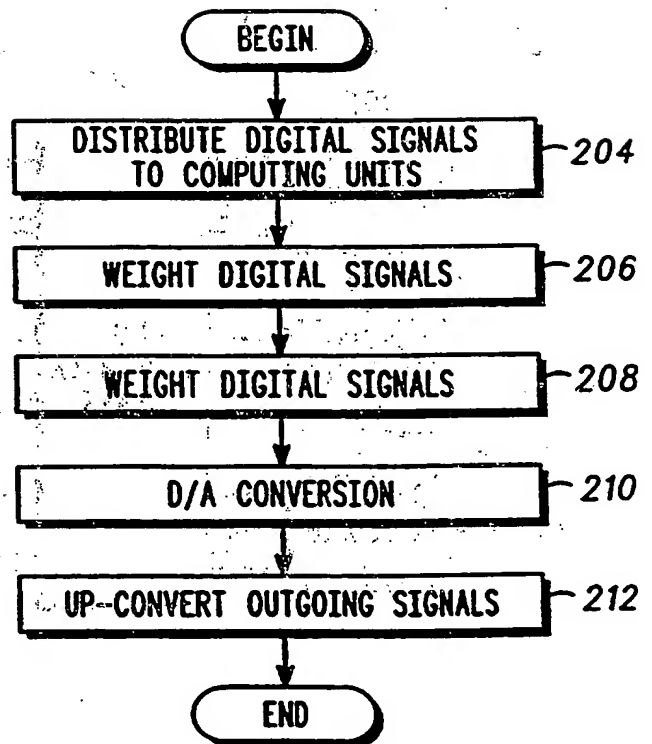 BEGIN
DISTRIBUTE DIGITAL SIGNALS
TO COMPUTING UNITS
204
WEIGHT DIGITAL SIGNALS
206
WEIGHT DIGITAL SIGNALS
208
D/A CONVERSION
210
UP-CONVERT OUTGOING SIGNALS
212
END